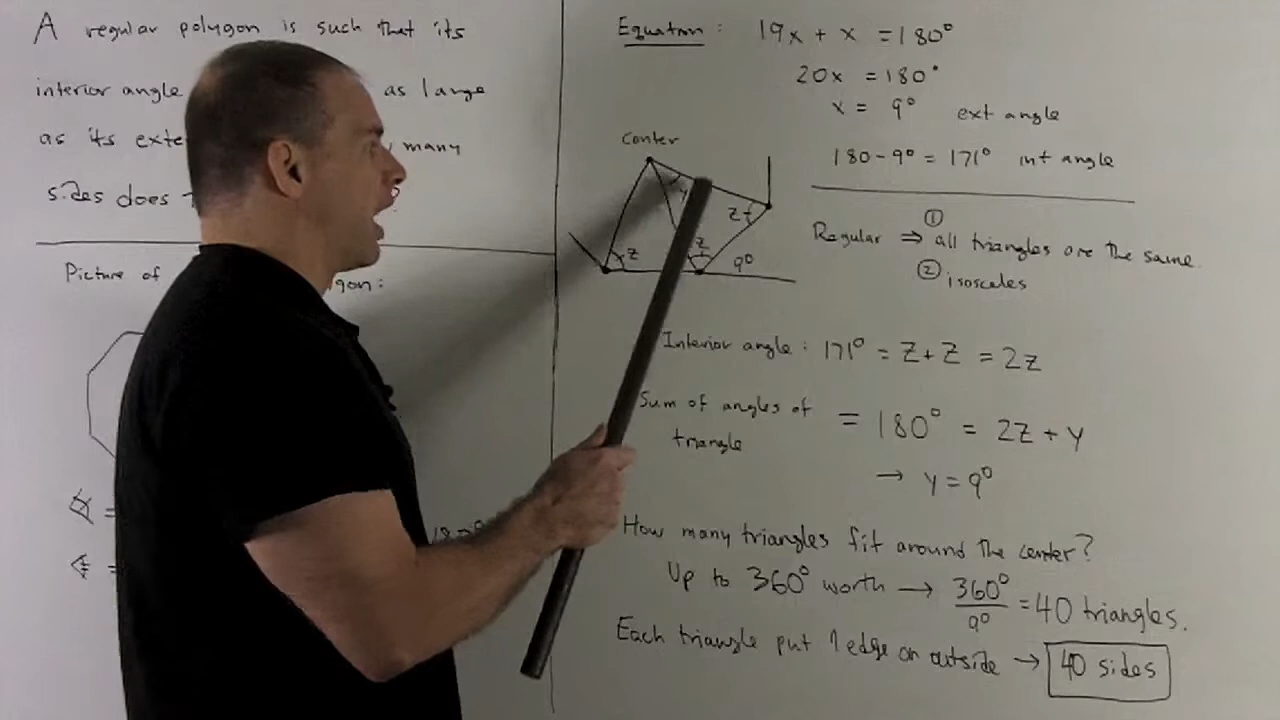 A regular polygon is such that its
interior angle as large
as its exte many
sides does ?
Picture of gon:
=
=
Equation: 19x + x = 180°
20x = 180°
x = 9° ext angle
180 - 9° = 171° int angle
Center
y
z
z
z
9°
Regular ⇒ ① all triangles are the same.
② isosceles
Interior angle: 171° = z + z = 2z
Sum of angles of
triangle
= 180° = 2z + y
→ y = 9°
How many triangles fit around the center?
Up to 360° worth → 360°/9° = 40 triangles.
Each triangle put 1 edge on outside → 40 sides